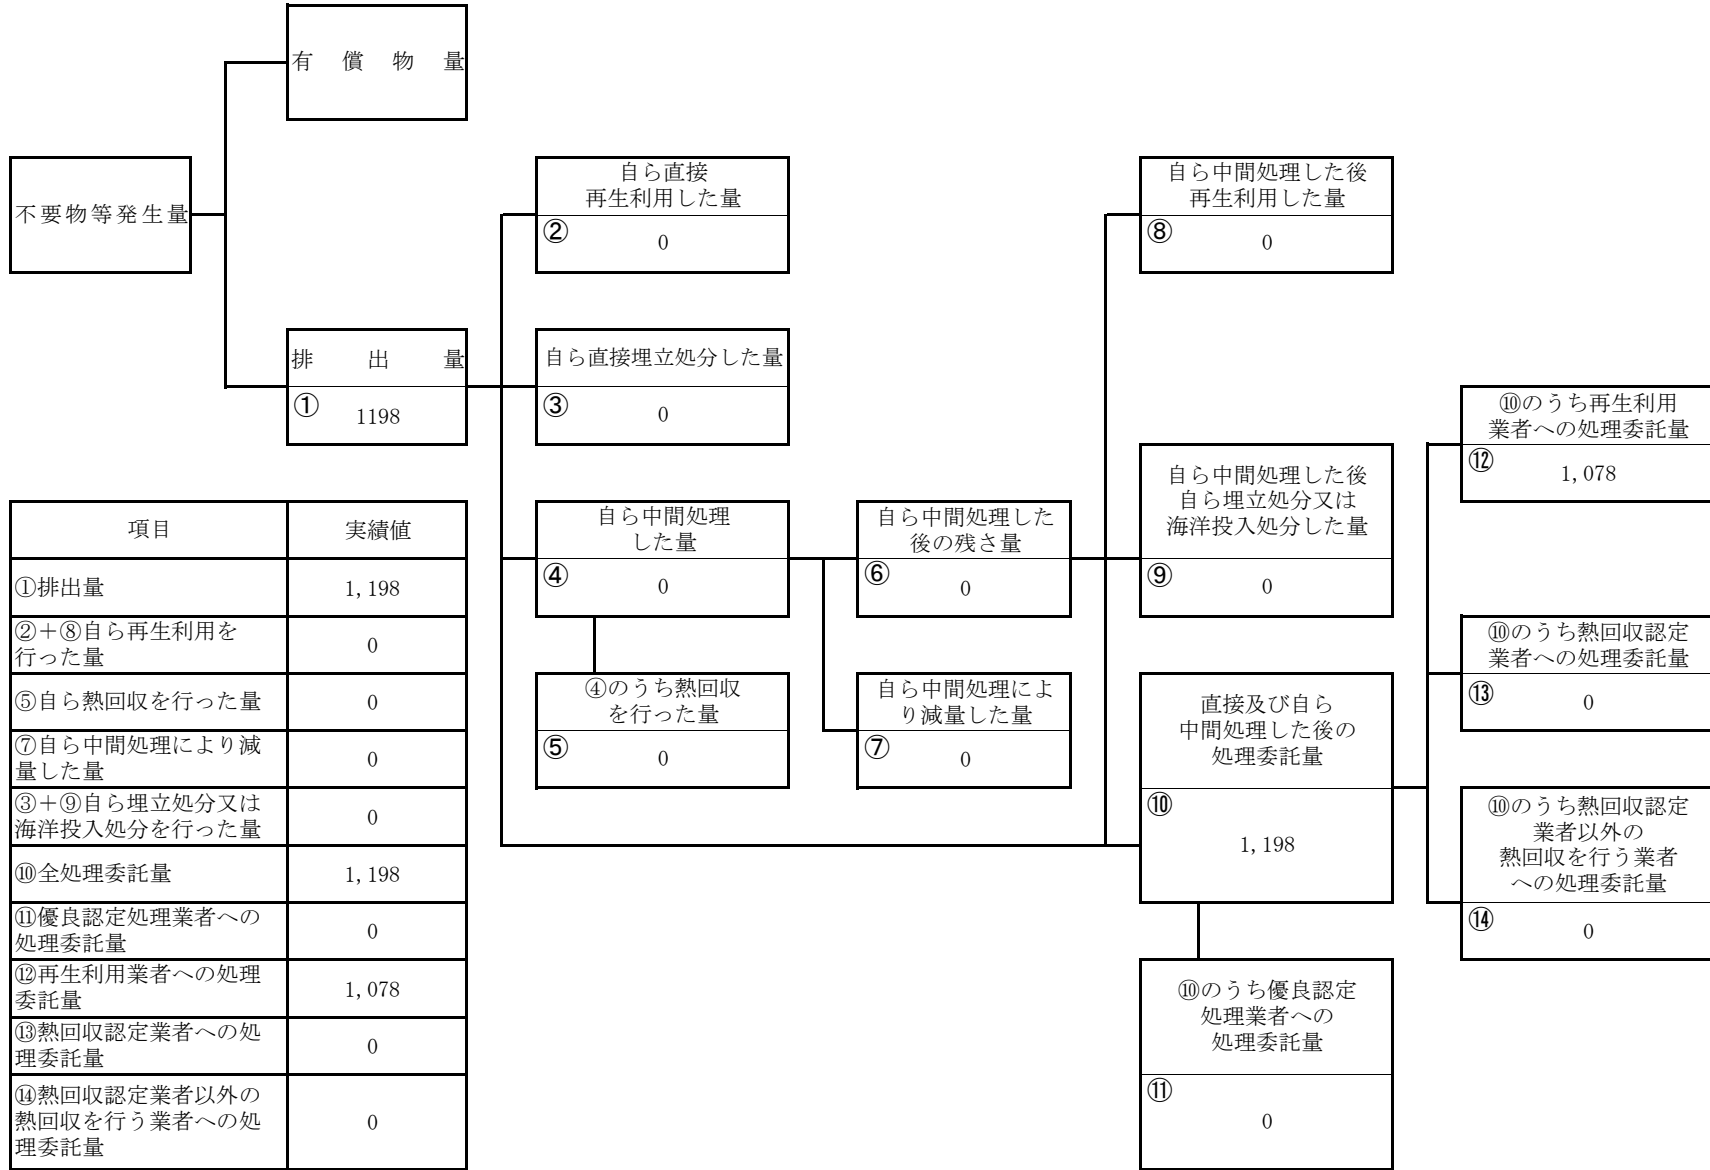 有償物量
不要物等発生量
排出量
① 1198
自ら直接
再生利用した量
② 0
自ら直接埋立処分した量
③ 0
自ら中間処理
した量
④ 0
④のうち熱回収
を行った量
⑤ 0
自ら中間処理した
後の残さ量
⑥ 0
自ら中間処理によ
り減量した量
⑦ 0
自ら中間処理した後
再生利用した量
⑧ 0
自ら中間処理した後
自ら埋立処分又は
海洋投入処分した量
⑨ 0
直接及び自ら
中間処理した後の
処理委託量
⑩
1,198
⑩のうち優良認定
処理業者への
処理委託量
⑪
0
⑩のうち再生利用
業者への処理委託量
⑫ 1,078
⑩のうち熱回収認定
業者への処理委託量
⑬ 0
⑩のうち熱回収認定
業者以外の
熱回収を行う業者
への処理委託量
⑭ 0
項目 実績値
①排出量 1,198
②+⑧自ら再生利用を
行った量 0
⑤自ら熱回収を行った量 0
⑦自ら中間処理により減
量した量 0
③+⑨自ら埋立処分又は
海洋投入処分を行った量 0
⑩全処理委託量 1,198
⑪優良認定処理業者への
処理委託量 0
⑫再生利用業者への処理
委託量 1,078
⑬熱回収認定業者への処
理委託量 0
⑭熱回収認定業者以外の
熱回収を行う業者への処
理委託量 0